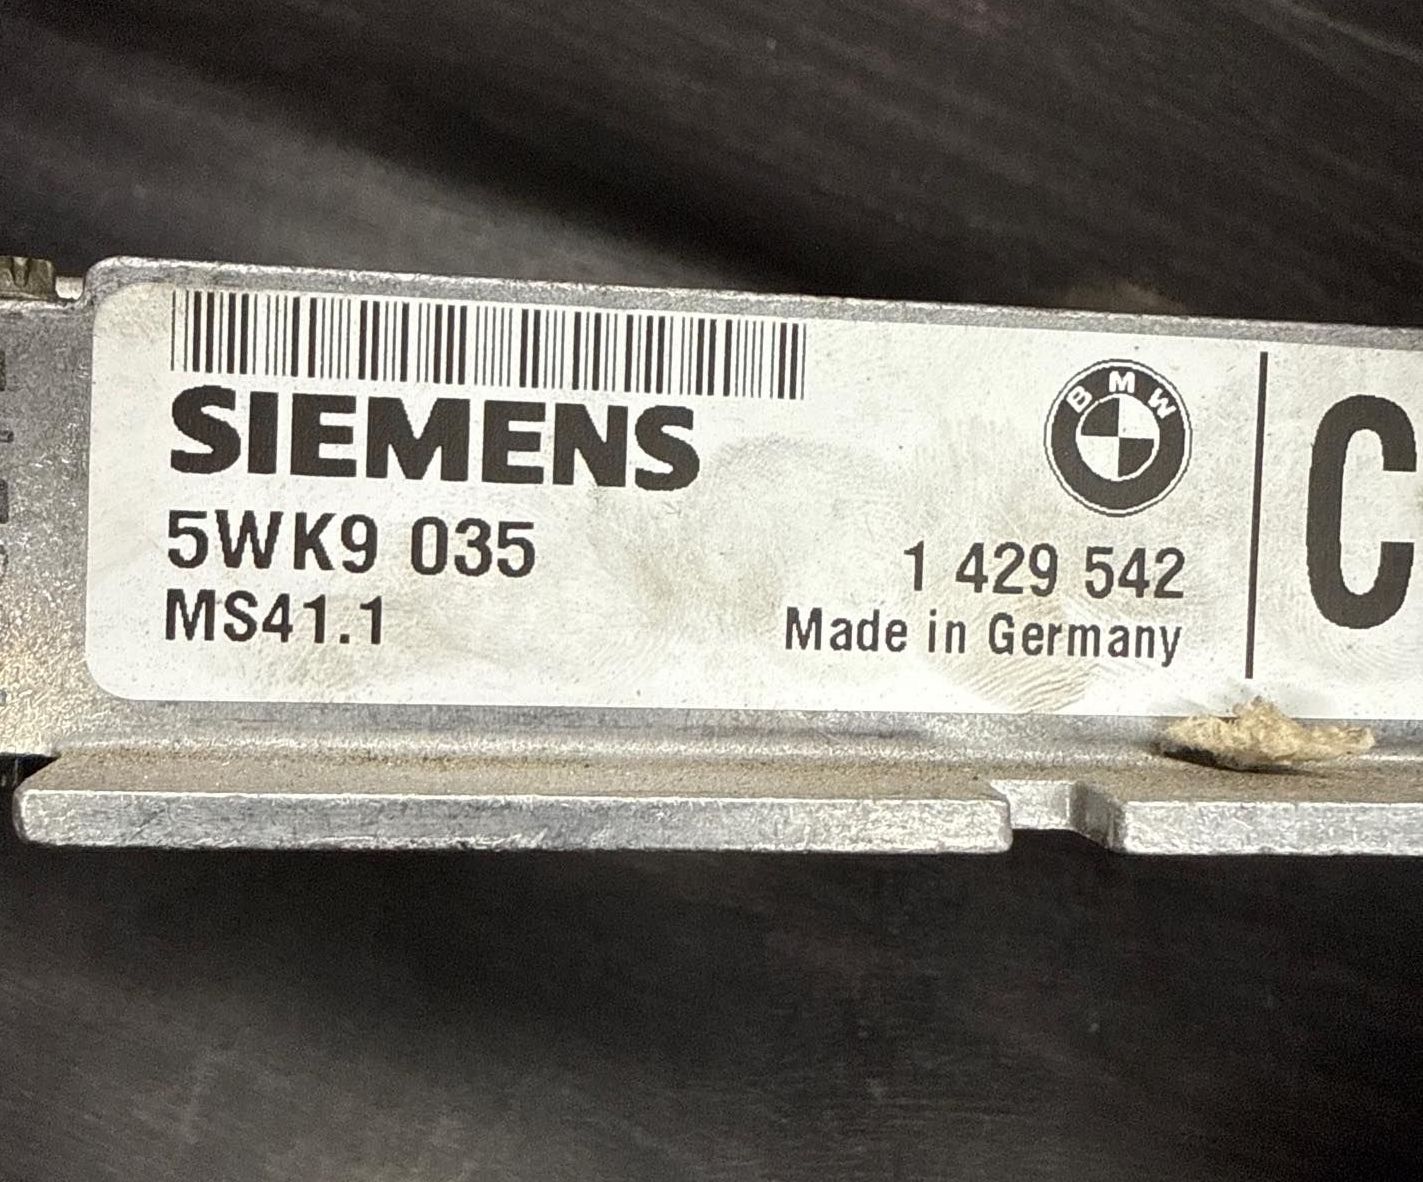 SIEMENS
5WK9 035
MS41.1
BMW
1 429 542
Made in Germany
C